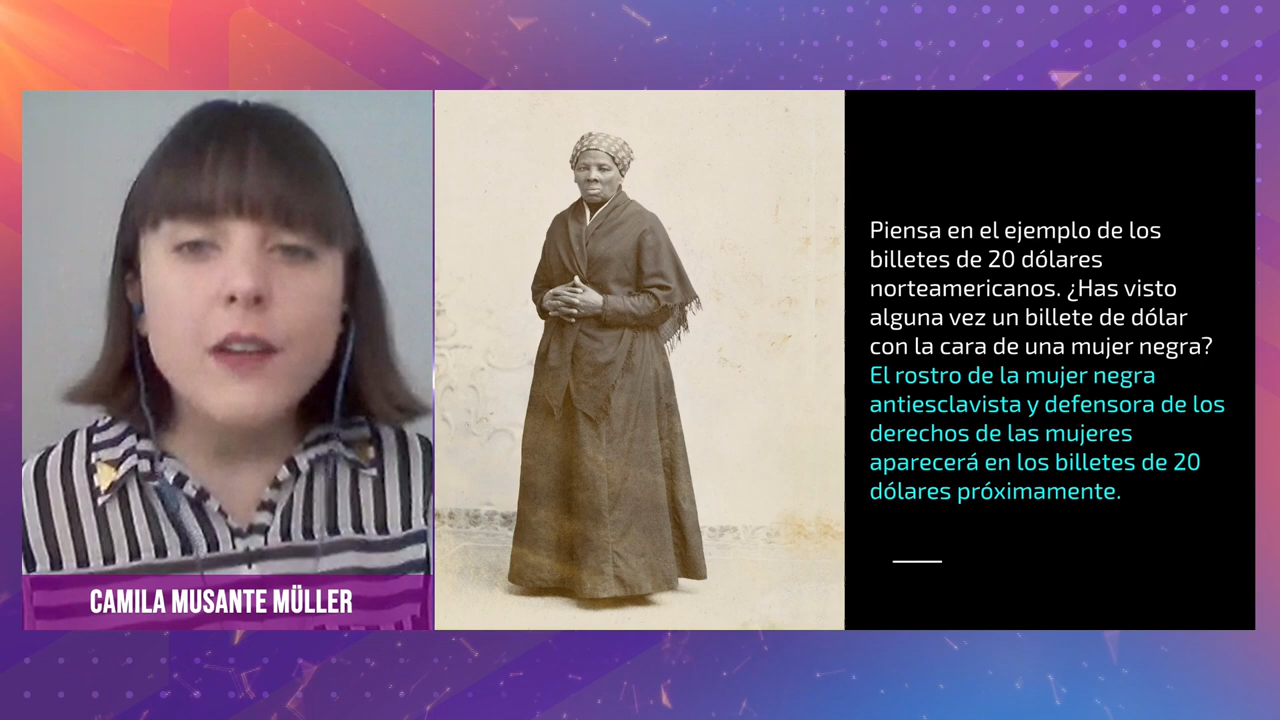 CAMILA MUSANTE MÜLLER
Piensa en el ejemplo de los
billetes de 20 dólares
norteamericanos. ¿Has visto
alguna vez un billete de dólar
con la cara de una mujer negra?
El rostro de la mujer negra
antiesclavista y defensora de los
derechos de las mujeres
aparecerá en los billetes de 20
dólares próximamente.